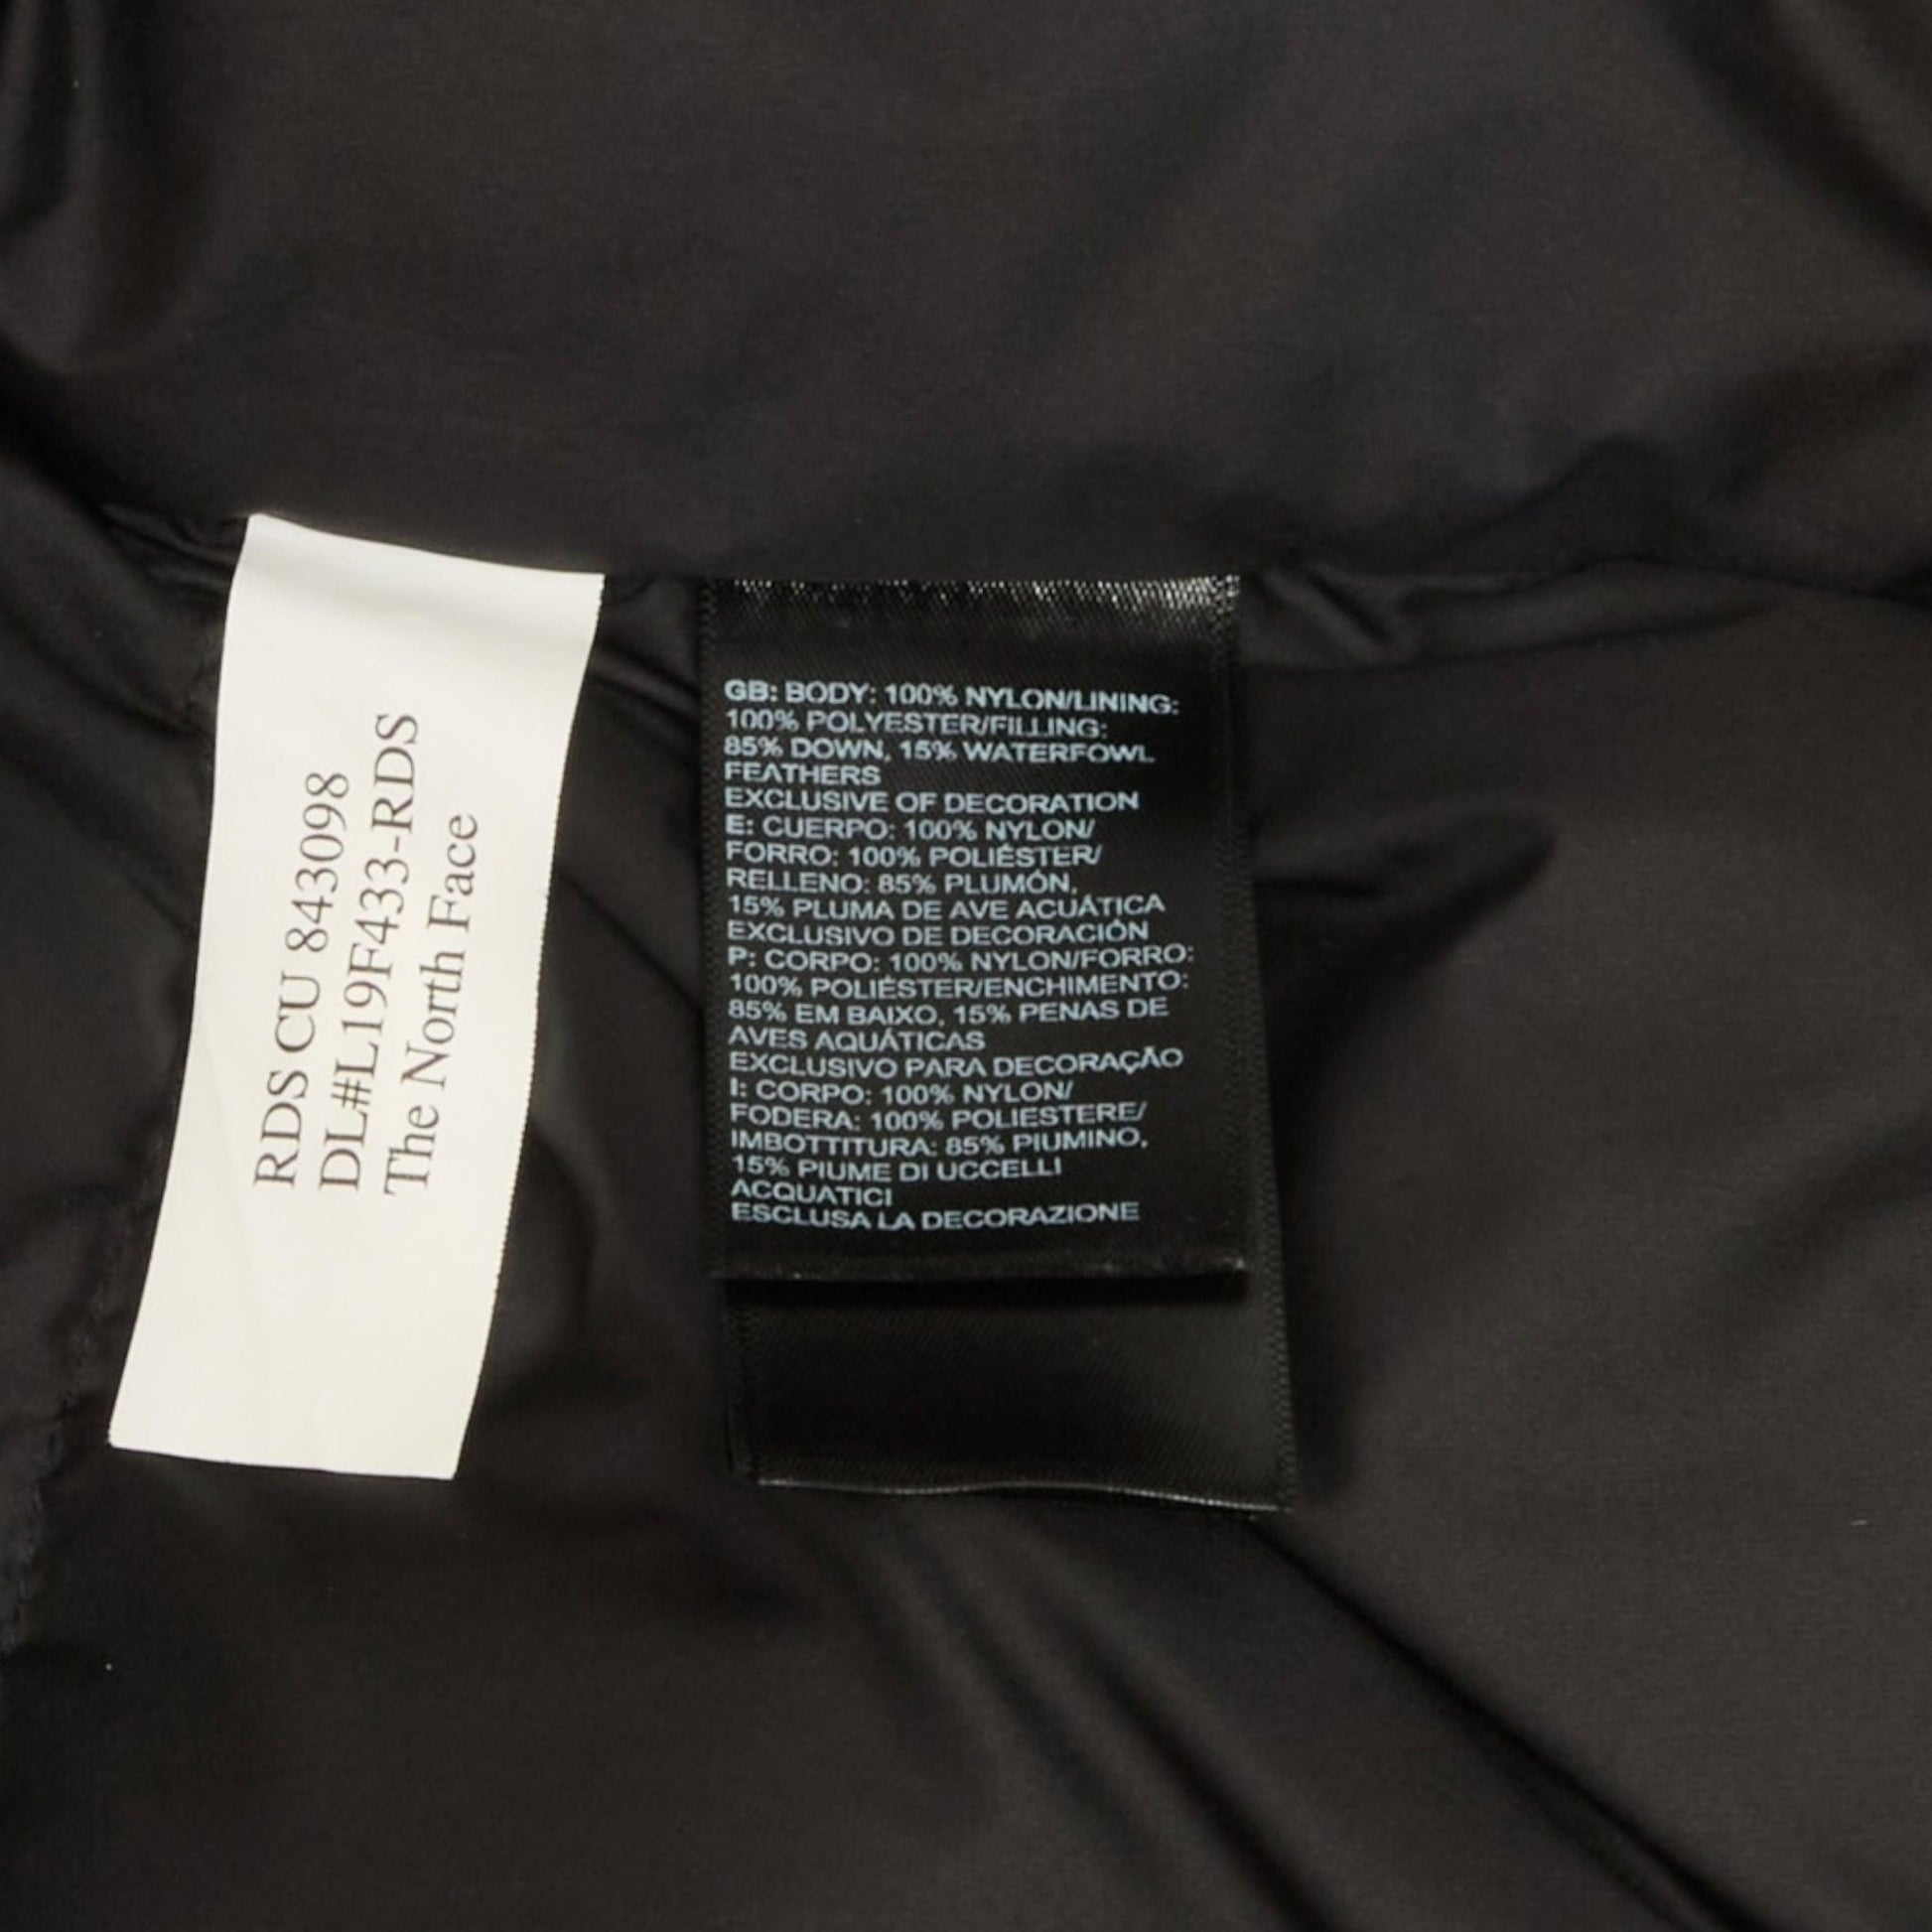 RDS CU 843098
DL#L19F433-RDS
The North Face
GB: BODY: 100% NYLON/LINING:
100% POLYESTER/FILLING:
85% DOWN, 15% WATERFOWL
FEATHERS
EXCLUSIVE OF DECORATION
E: CUERPO: 100% NYLON/
FORRO: 100% POLIÉSTER/
RELLENO: 85% PLUMÓN,
15% PLUMA DE AVE ACUÁTICA
EXCLUSIVO DE DECORACIÓN
P: CORPO: 100% NYLON/FORRO:
100% POLIÉSTER/ENCHIMENTO:
85% EM BAIXO, 15% PENAS DE
AVES AQUÁTICAS
EXCLUSIVO PARA DECORAÇÃO
I: CORPO: 100% NYLON/
FODERA: 100% POLIESTERE/
IMBOTTITURA: 85% PIUMINO,
15% PIUME DI UCCELLI
ACQUATICI
ESCLUSA LA DECORAZIONE